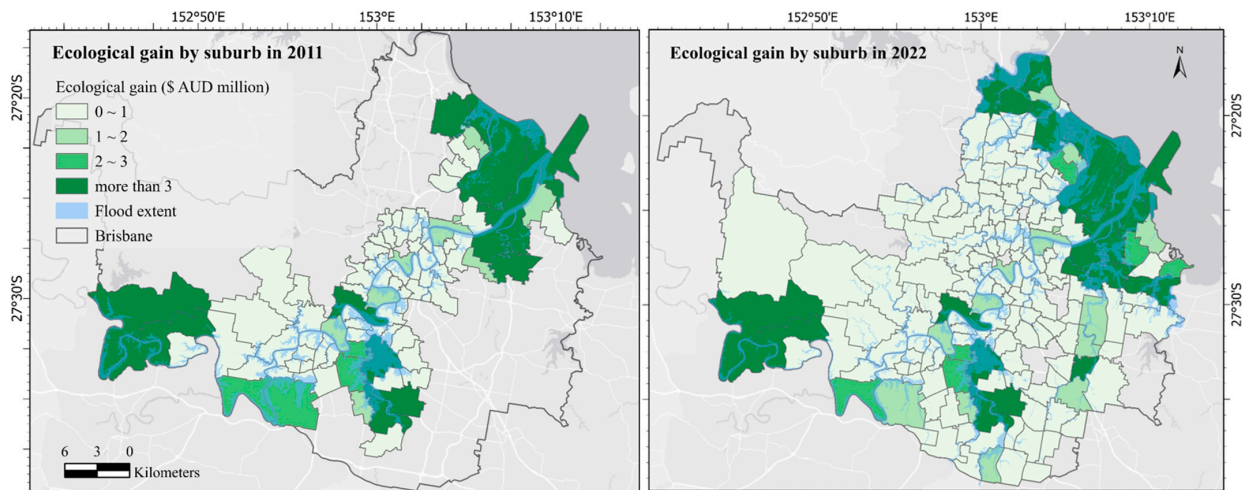 152°50'E 153°E 153°10'E
152°50'E 153°E 153°10'E
Ecological gain by suburb in 2011
Ecological gain by suburb in 2022
N
Ecological gain ($ AUD million)
0 ~ 1
1 ~ 2
2 ~ 3
more than 3
Flood extent
Brisbane
27°20'S
27°30'S
27°20'S
27°30'S
6 3 0
Kilometers